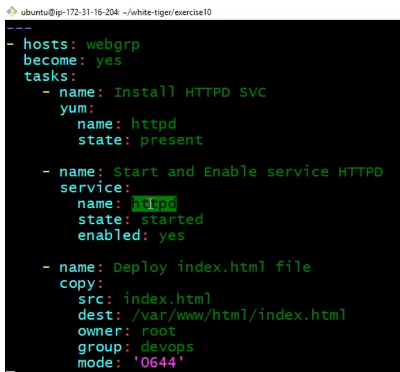 ubuntu@ip-172-31-16-204: ~/white-tiger/exercise10
---
- hosts: webgrp
  become: yes
  tasks:
    - name: Install HTTPD SVC
      yum:
        name: httpd
        state: present

    - name: Start and Enable service HTTPD
      service:
        name: httpd
        state: started
        enabled: yes

    - name: Deploy index.html file
      copy:
        src: index.html
        dest: /var/www/html/index.html
        owner: root
        group: devops
        mode: '0644'